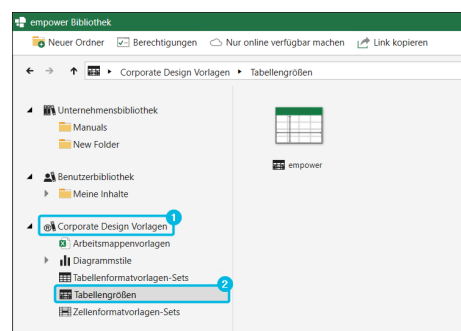 empower Bibliothek
Neuer Ordner Berechtigungen Nur online verfügbar machen Link kopieren
Corporate Design Vorlagen Tabellengrößen
Unternehmensbibliothek
Manuals
New Folder
empower
Benutzerbibliothek
Meine Inhalte
1
Corporate Design Vorlagen
Arbeitsmappenvorlagen
Diagrammstile
Tabellenformatvorlagen-Sets
2
Tabellengrößen
Zellenformatvorlagen-Sets